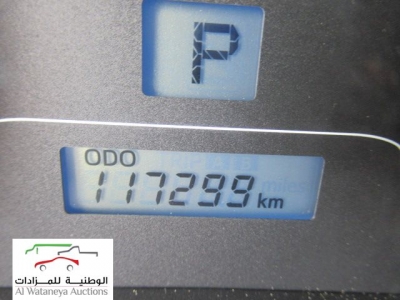 P
ODO
117299 km
الوطنية للمزادات
Al Wataneya Auctions